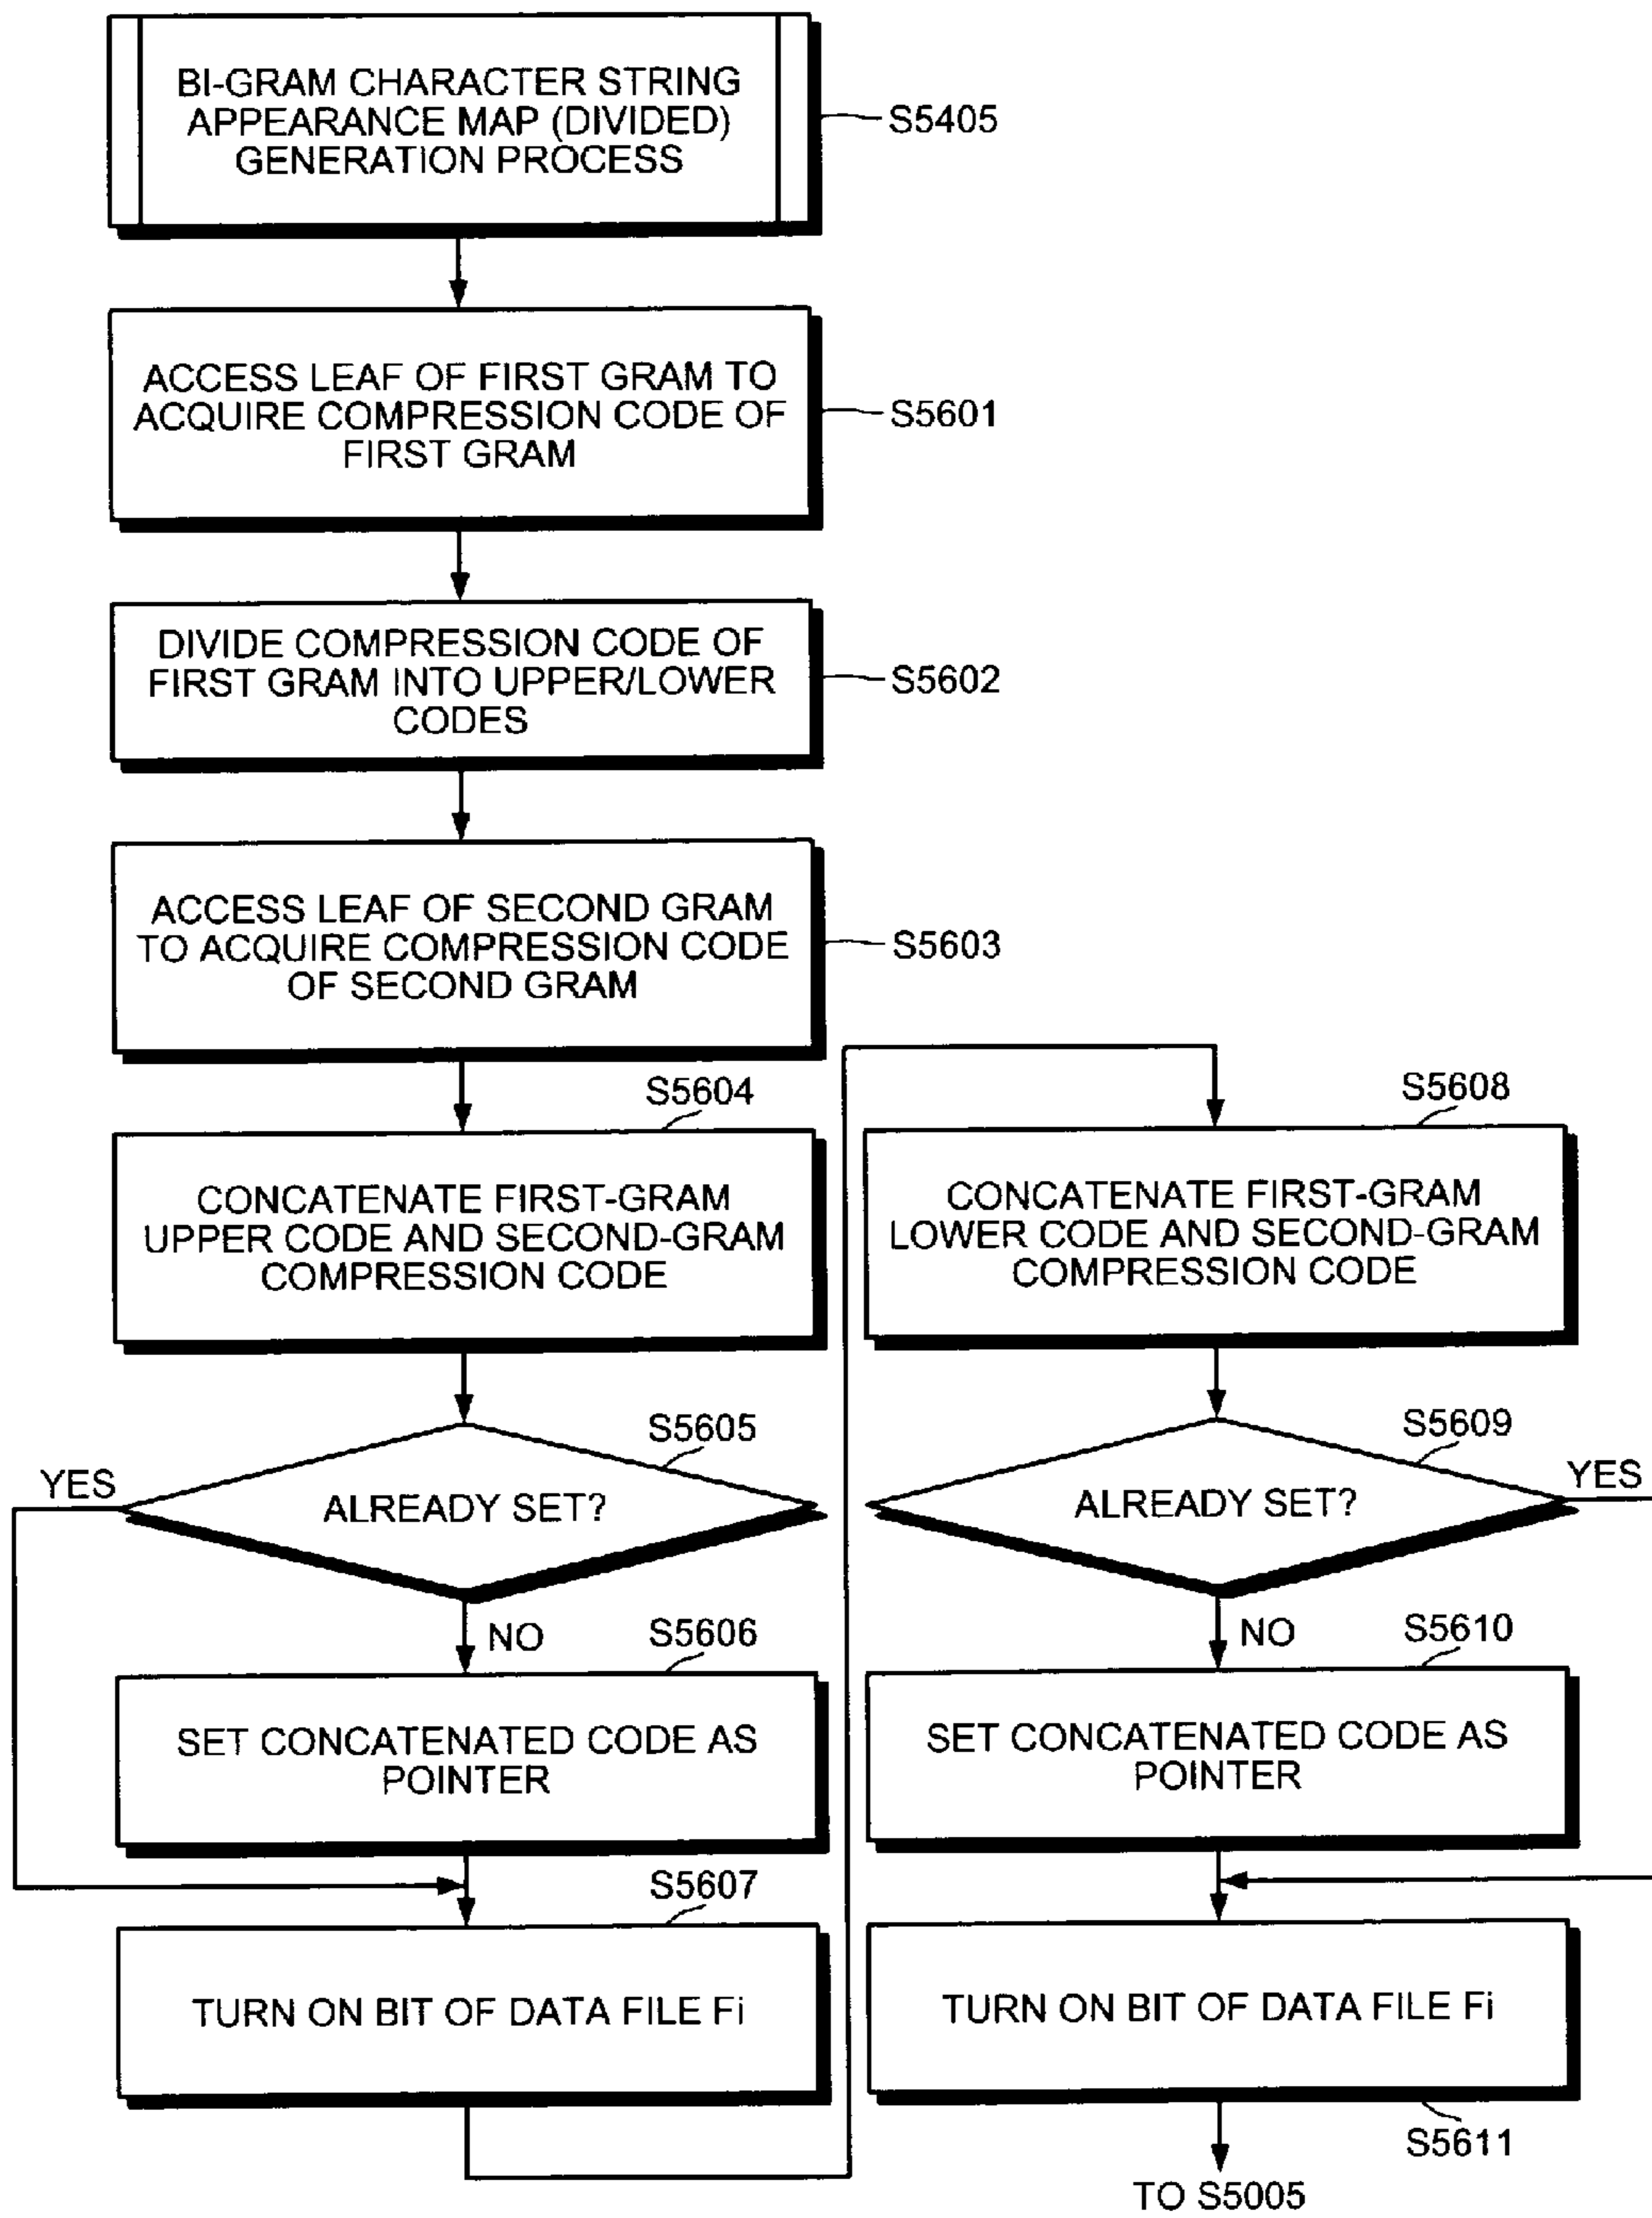 BI-GRAM CHARACTER STRING
APPEARANCE MAP (DIVIDED)
GENERATION PROCESS
S5405
ACCESS LEAF OF FIRST GRAM TO
ACQUIRE COMPRESSION CODE OF
FIRST GRAM
S5601
DIVIDE COMPRESSION CODE OF
FIRST GRAM INTO UPPER/LOWER
CODES
S5602
ACCESS LEAF OF SECOND GRAM
TO ACQUIRE COMPRESSION CODE
OF SECOND GRAM
S5603
S5604
CONCATENATE FIRST-GRAM
UPPER CODE AND SECOND-GRAM
COMPRESSION CODE
S5605
YES
ALREADY SET?
NO
S5606
SET CONCATENATED CODE AS
POINTER
S5607
TURN ON BIT OF DATA FILE Fi
S5608
CONCATENATE FIRST-GRAM
LOWER CODE AND SECOND-GRAM
COMPRESSION CODE
S5609
YES
ALREADY SET?
NO
S5610
SET CONCATENATED CODE AS
POINTER
TURN ON BIT OF DATA FILE Fi
S5611
TO S5005